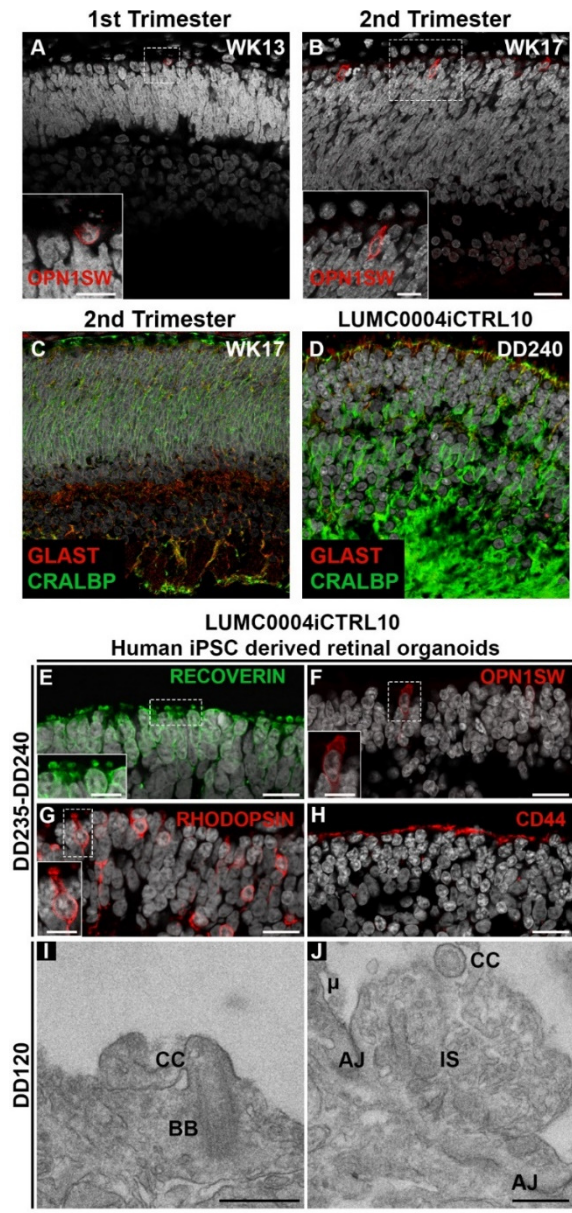 1st Trimester
2nd Trimester
A
WK13
B
WK17
OPN1SW
OPN1SW
2nd Trimester
LUMC0004iCTRL10
C
WK17
D
DD240
GLAST
CRALBP
GLAST
CRALBP
LUMC0004iCTRL10
Human iPSC derived retinal organoids
DD235-DD240
E
RECOVERIN
F
OPN1SW
G
RHODOPSIN
H
CD44
DD120
I
CC
BB
J
CC
µ
AJ
IS
AJ